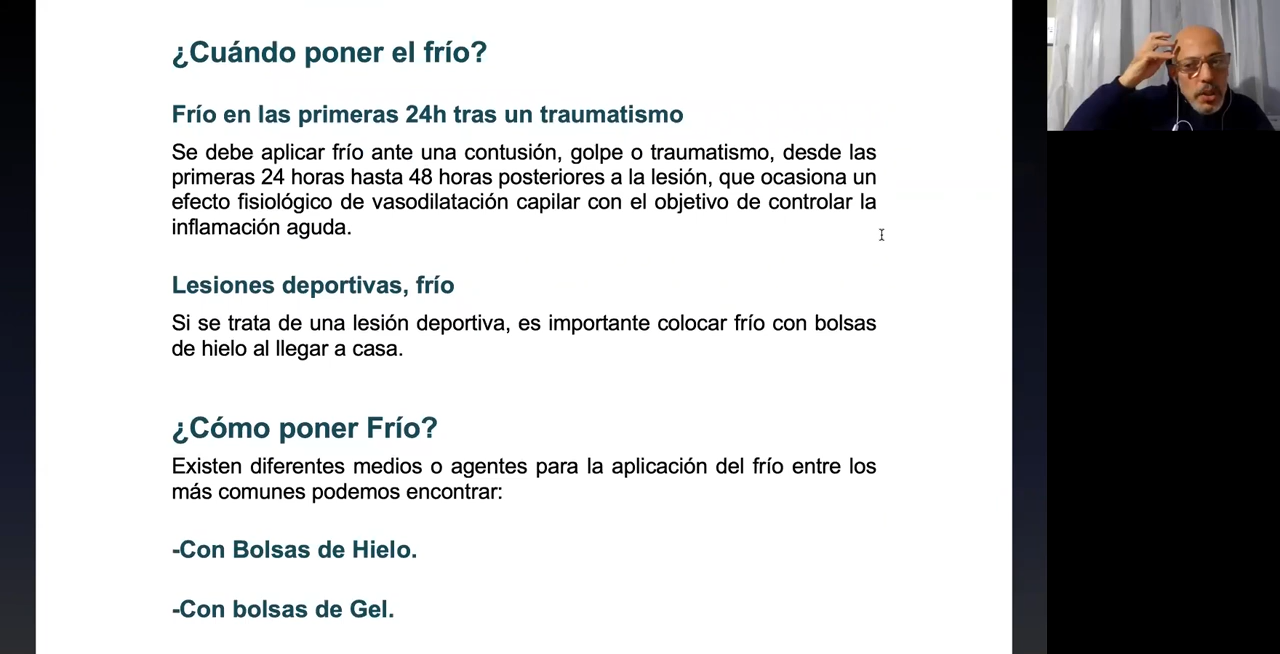 ¿Cuándo poner el frío?
Frío en las primeras 24h tras un traumatismo
Se debe aplicar frío ante una contusión, golpe o traumatismo, desde las
primeras 24 horas hasta 48 horas posteriores a la lesión, que ocasiona un
efecto fisiológico de vasodilatación capilar con el objetivo de controlar la
inflamación aguda.
Lesiones deportivas, frío
Si se trata de una lesión deportiva, es importante colocar frío con bolsas
de hielo al llegar a casa.
¿Cómo poner Frío?
Existen diferentes medios o agentes para la aplicación del frío entre los
más comunes podemos encontrar:
-Con Bolsas de Hielo.
-Con bolsas de Gel.